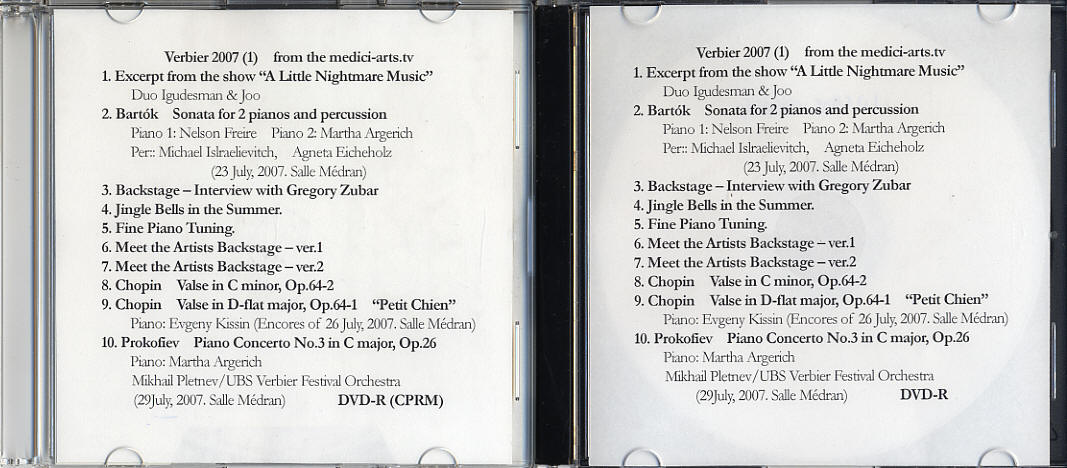 Verbier 2007 (1) from the medici-arts.tv
1. Excerpt from the show “A Little Nightmare Music”
Duo Igudesman & Joo
2. Bartók Sonata for 2 pianos and percussion
Piano 1: Nelson Freire Piano 2: Martha Argerich
Per:: Michael Islraelievitch, Agneta Eicheholz
(23 July, 2007. Salle Médran)
3. Backstage – Interview with Gregory Zubar
4. Jingle Bells in the Summer.
5. Fine Piano Tuning.
6. Meet the Artists Backstage – ver.1
7. Meet the Artists Backstage – ver.2
8. Chopin Valse in C minor, Op.64-2
9. Chopin Valse in D-flat major, Op.64-1 “Petit Chien”
Piano: Evgeny Kissin (Encores of 26 July, 2007. Salle Médran)
10. Prokofiev Piano Concerto No.3 in C major, Op.26
Piano: Martha Argerich
Mikhail Pletnev/UBS Verbier Festival Orchestra
(29July, 2007. Salle Médran) DVD-R (CPRM)
Verbier 2007 (1) from the medici-arts.tv
1. Excerpt from the show “A Little Nightmare Music”
Duo Igudesman & Joo
2. Bartók Sonata for 2 pianos and percussion
Piano 1: Nelson Freire Piano 2: Martha Argerich
Per:: Michael Islraelievitch, Agneta Eicheholz
(23 July, 2007. Salle Médran)
3. Backstage – Interview with Gregory Zubar
4. Jingle Bells in the Summer.
5. Fine Piano Tuning.
6. Meet the Artists Backstage – ver.1
7. Meet the Artists Backstage – ver.2
8. Chopin Valse in C minor, Op.64-2
9. Chopin Valse in D-flat major, Op.64-1 “Petit Chien”
Piano: Evgeny Kissin (Encores of 26 July, 2007. Salle Médran)
10. Prokofiev Piano Concerto No.3 in C major, Op.26
Piano: Martha Argerich
Mikhail Pletnev/UBS Verbier Festival Orchestra
(29July, 2007. Salle Médran) DVD-R